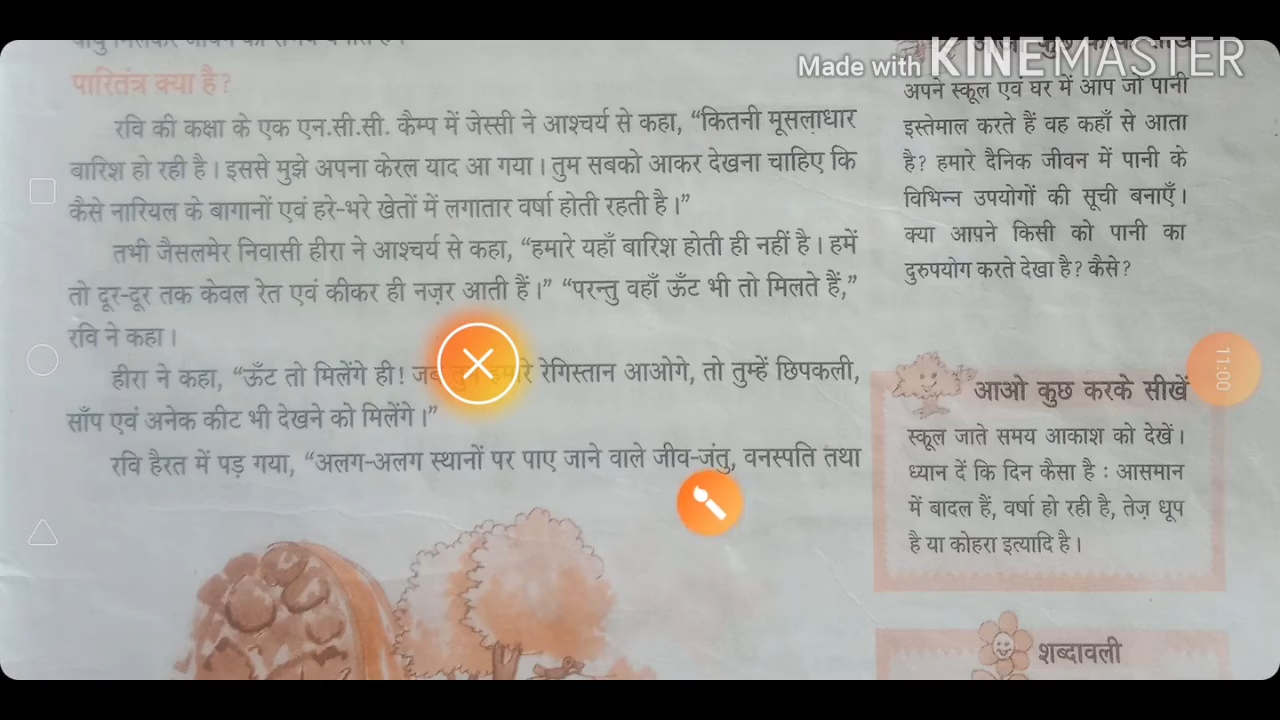 पारितंत्र क्या है?
रवि की कक्षा के एक एन.सी.सी. कैम्प में जेस्सी ने आश्चर्य से कहा, “कितनी मूसलाधार
बारिश हो रही है। इससे मुझे अपना केरल याद आ गया। तुम सबको आकर देखना चाहिए कि
कैसे नारियल के बागानों एवं हरे-भरे खेतों में लगातार वर्षा होती रहती है।”
तभी जैसलमेर निवासी हीरा ने आश्चर्य से कहा, “हमारे यहाँ बारिश होती ही नहीं है। हमें
तो दूर-दूर तक केवल रेत एवं कीकर ही नज़र आती हैं।” “परन्तु वहाँ ऊँट भी तो मिलते हैं,”
रवि ने कहा।
हीरा ने कहा, “ऊँट तो मिलेंगे ही! जब तुम हमारे रेगिस्तान आओगे, तो तुम्हें छिपकली,
साँप एवं अनेक कीट भी देखने को मिलेंगे।”
रवि हैरत में पड़ गया, “अलग-अलग स्थानों पर पाए जाने वाले जीव-जंतु, वनस्पति तथा
Made with KINEMASTER
अपने स्कूल एवं घर में आप जो पानी
इस्तेमाल करते हैं वह कहाँ से आता
है? हमारे दैनिक जीवन में पानी के
विभिन्न उपयोगों की सूची बनाएँ।
क्या आपने किसी को पानी का
दुरुपयोग करते देखा है? कैसे?
11:00
आओ कुछ करके सीखें
स्कूल जाते समय आकाश को देखें।
ध्यान दें कि दिन कैसा है : आसमान
में बादल हैं, वर्षा हो रही है, तेज़ धूप
है या कोहरा इत्यादि है।
शब्दावली